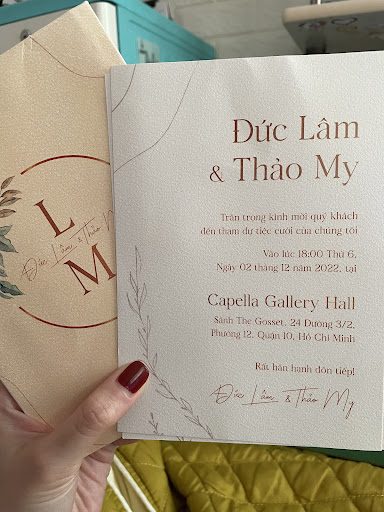 Đức Lâm
& Thảo My
Trân trọng kính mời quý khách
đến tham dự tiệc cưới của chúng tôi
Vào lúc 18:00 Thứ 6,
Ngày 02 tháng 12 năm 2022, tại
Capella Gallery Hall
Sảnh The Gosset, 24 Đường 3/2,
Phường 12, Quận 10, Hồ Chí Minh
Rất hân hạnh đón tiếp!
Đức Lâm & Thảo My
L
Đức Lâm & Thảo M
M